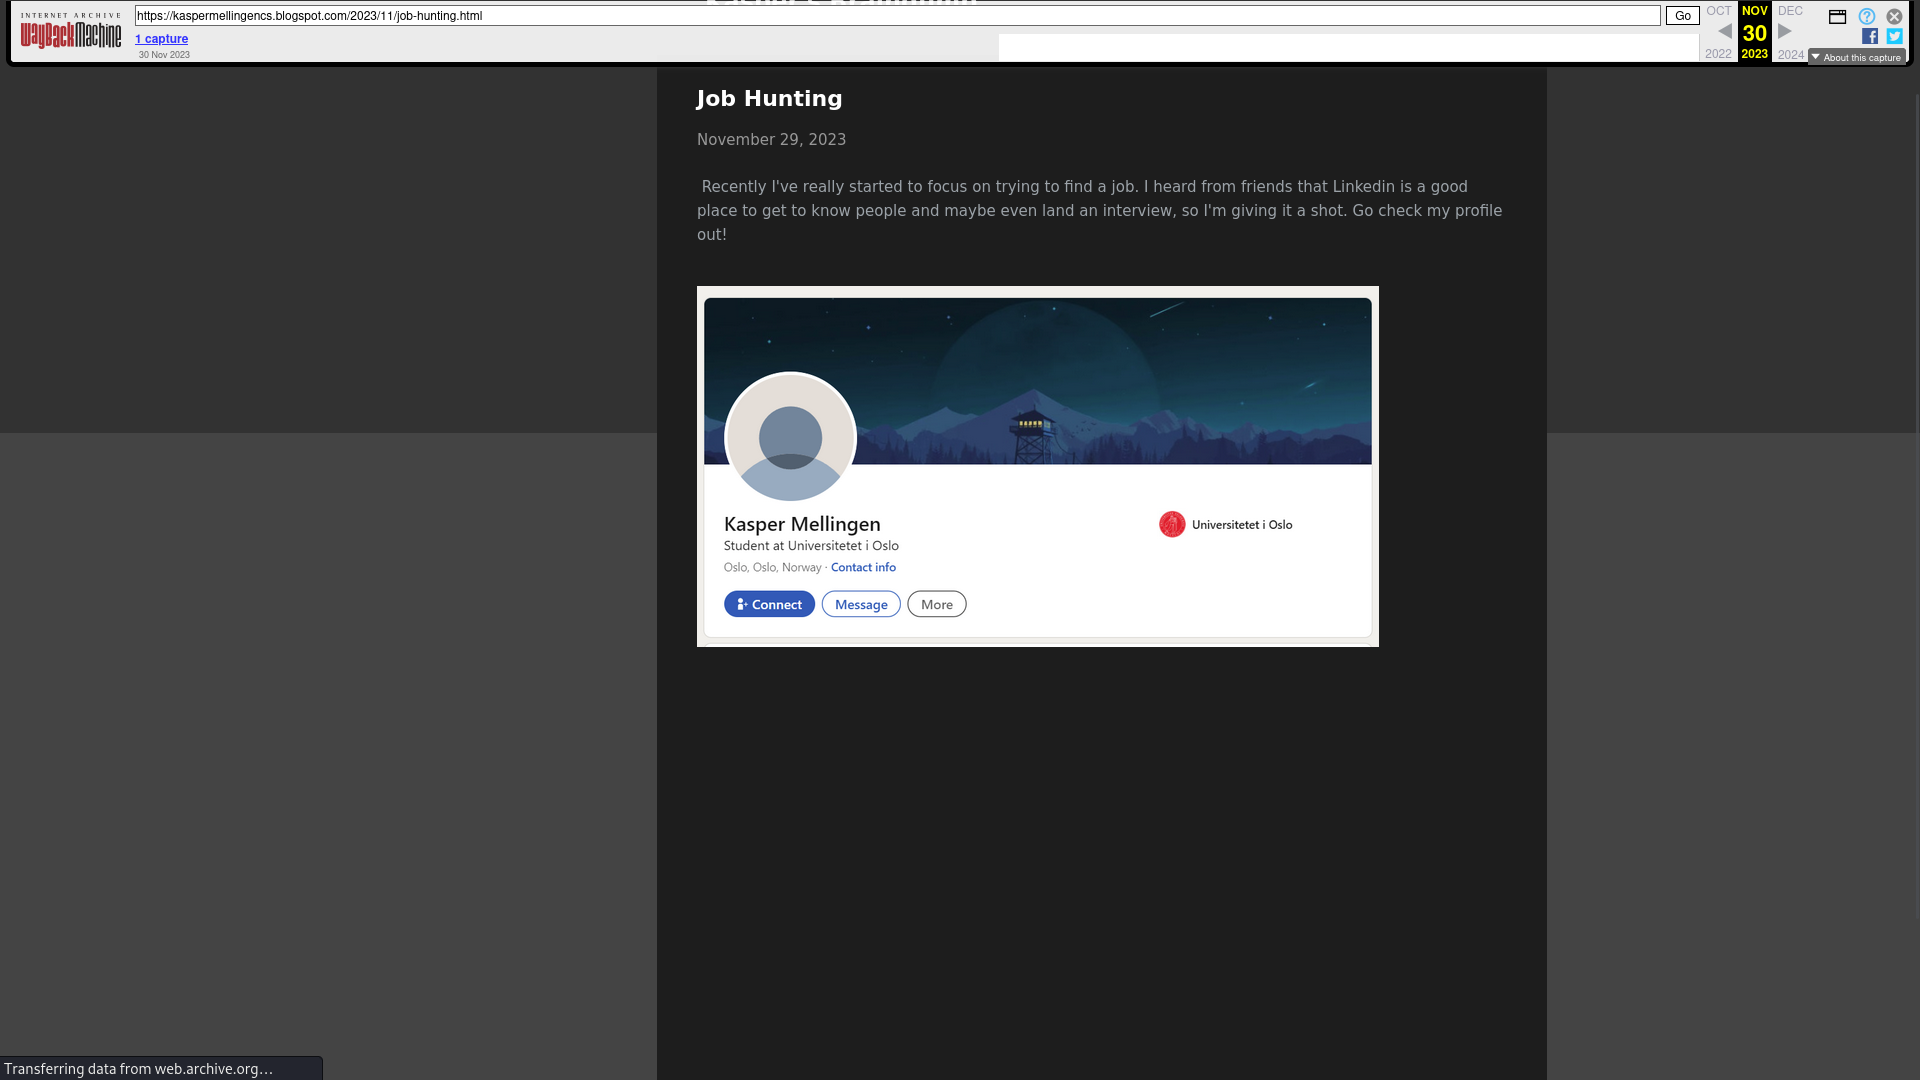 INTERNET ARCHIVE
WayBackMachine
https://kaspermellingencs.blogspot.com/2023/11/job-hunting.html
Go
OCT NOV DEC
1 capture
30
30 Nov 2023
2022 2023 2024
About this capture
Job Hunting
November 29, 2023
Recently I've really started to focus on trying to find a job. I heard from friends that Linkedin is a good
place to get to know people and maybe even land an interview, so I'm giving it a shot. Go check my profile
out!
Kasper Mellingen
Universitetet i Oslo
Student at Universitetet i Oslo
Oslo, Oslo, Norway · Contact info
Connect Message More
Transferring data from web.archive.org…